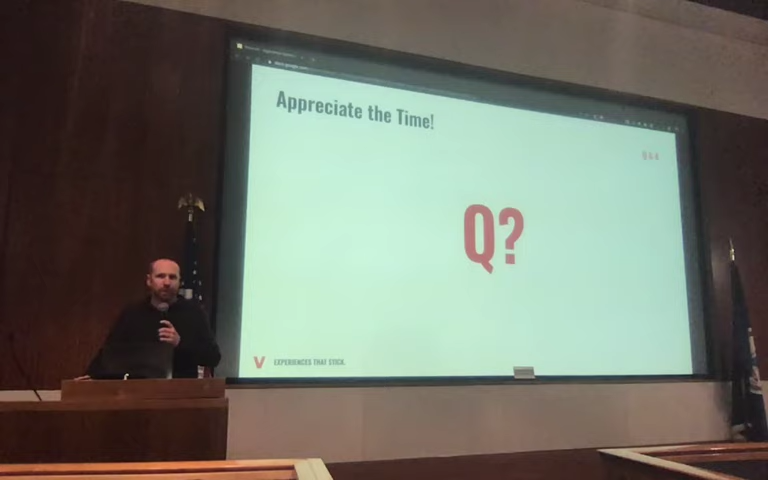 Appreciate the Time!
Q&A
Q?
V EXPERIENCES THAT STICK.